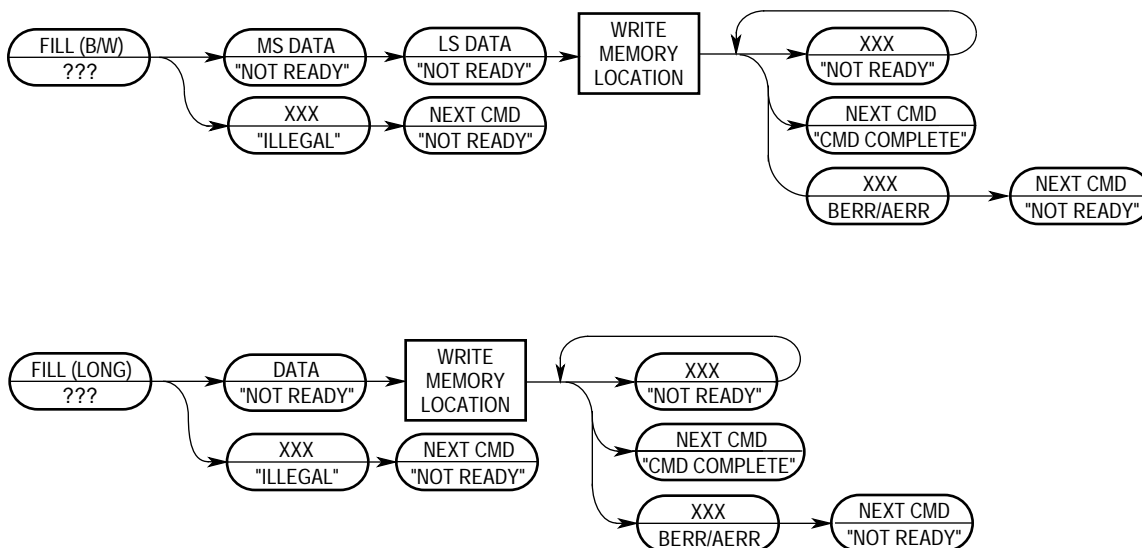 FILL (B/W)
???
MS DATA
"NOT READY"
LS DATA
"NOT READY"
WRITE
MEMORY
LOCATION
XXX
"NOT READY"
XXX
"ILLEGAL"
NEXT CMD
"NOT READY"
NEXT CMD
"CMD COMPLETE"
XXX
BERR/AERR
NEXT CMD
"NOT READY"
FILL (LONG)
???
DATA
"NOT READY"
WRITE
MEMORY
LOCATION
XXX
"NOT READY"
XXX
"ILLEGAL"
NEXT CMD
"NOT READY"
NEXT CMD
"CMD COMPLETE"
XXX
BERR/AERR
NEXT CMD
"NOT READY"